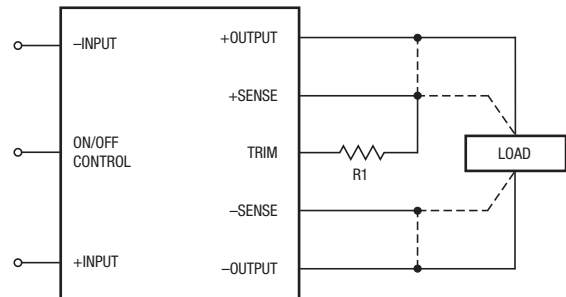 –INPUT
+OUTPUT
+SENSE
ON/OFF
CONTROL
TRIM
R1
LOAD
–SENSE
+INPUT
–OUTPUT